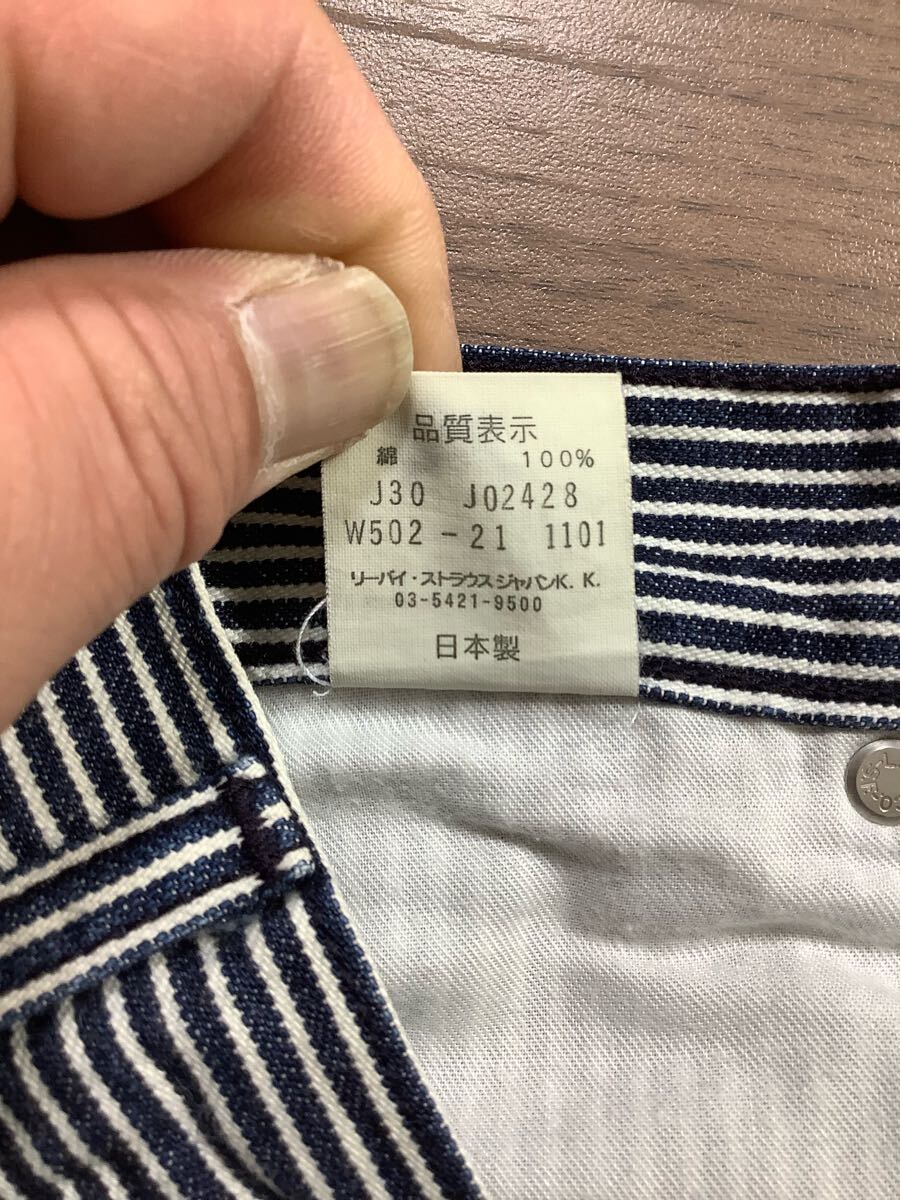 品質表示
綿 100%
J30 J02428
W502-21 1101
リーバイ・ストラウスジャパンK.K.
03-5421-9500
日本製